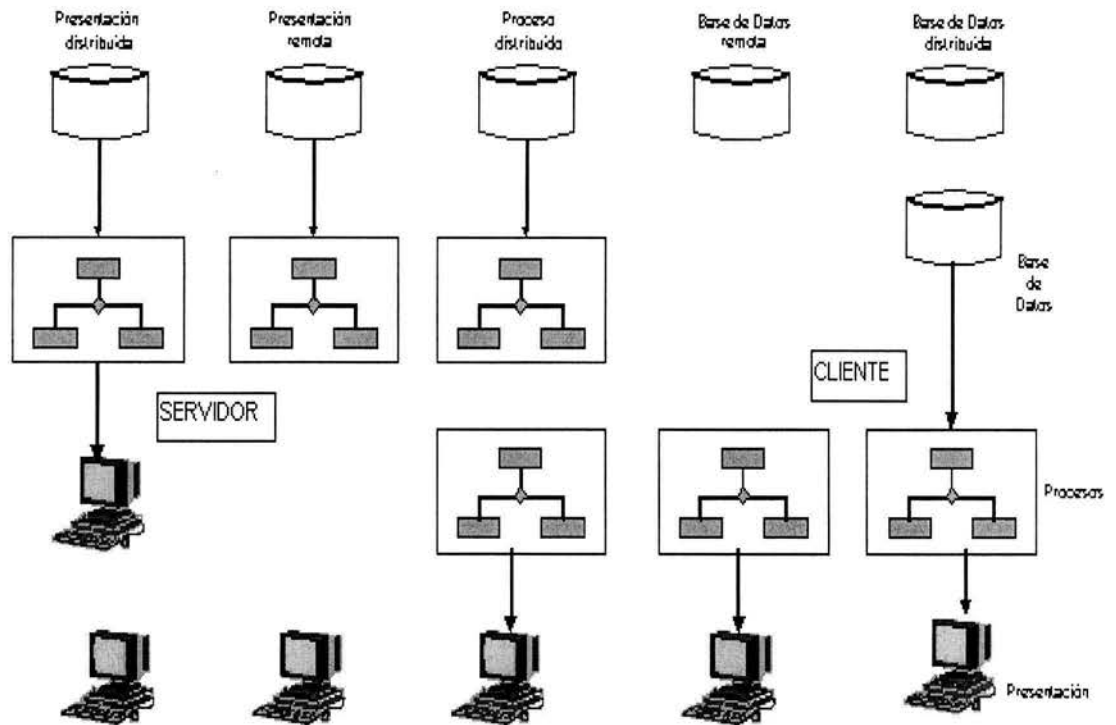 Presentación
distribuida
Presentación
remota
Proceso
distribuido
Base de Datos
remota
Base de Datos
distribuida
Base
de
Datos
CLIENTE
SERVIDOR
Procesos
Presentación